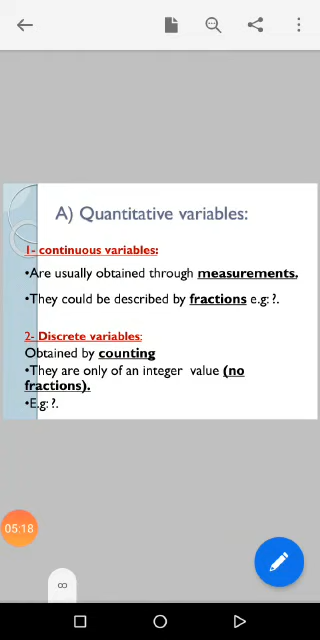 A) Quantitative variables:
1- continuous variables:
•Are usually obtained through measurements.
•They could be described by fractions e.g: ?.
2- Discrete variables:
Obtained by counting
•They are only of an integer value (no
fractions).
•E.g: ?.
05:18
∞